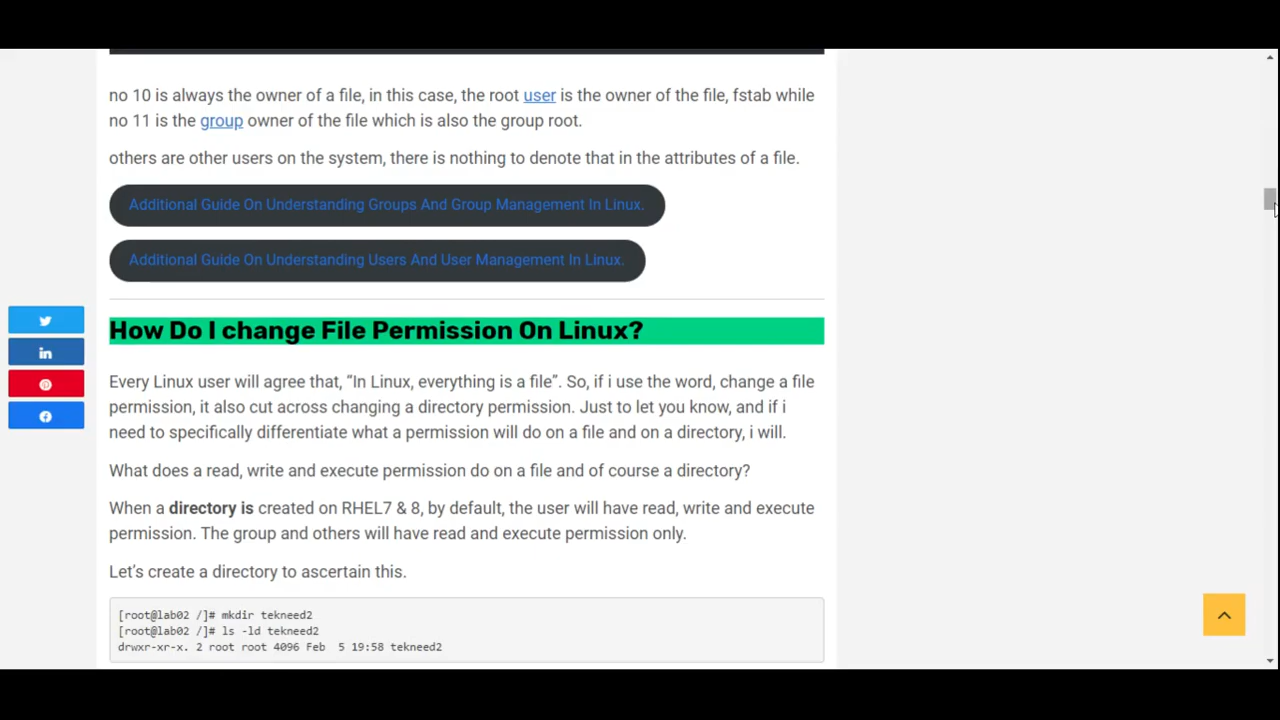 no 10 is always the owner of a file, in this case, the root user is the owner of the file, fstab while
no 11 is the group owner of the file which is also the group root.
others are other users on the system, there is nothing to denote that in the attributes of a file.
Additional Guide On Understanding Groups And Group Management In Linux.
Additional Guide On Understanding Users And User Management In Linux.
How Do I change File Permission On Linux?
Every Linux user will agree that, “In Linux, everything is a file”. So, if i use the word, change a file
permission, it also cut across changing a directory permission. Just to let you know, and if i
need to specifically differentiate what a permission will do on a file and on a directory, i will.
What does a read, write and execute permission do on a file and of course a directory?
When a directory is created on RHEL7 & 8, by default, the user will have read, write and execute
permission. The group and others will have read and execute permission only.
Let’s create a directory to ascertain this.
[root@lab02 /]# mkdir tekneed2
[root@lab02 /]# ls -ld tekneed2
drwxr-xr-x. 2 root root 4096 Feb  5 19:58 tekneed2